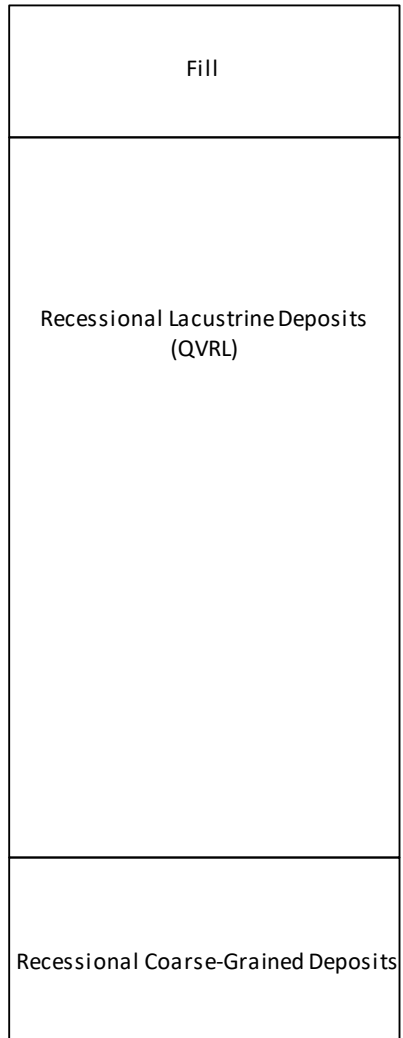 Fill
Recessional Lacustrine Deposits
(QVRL)
Recessional Coarse-Grained Deposits